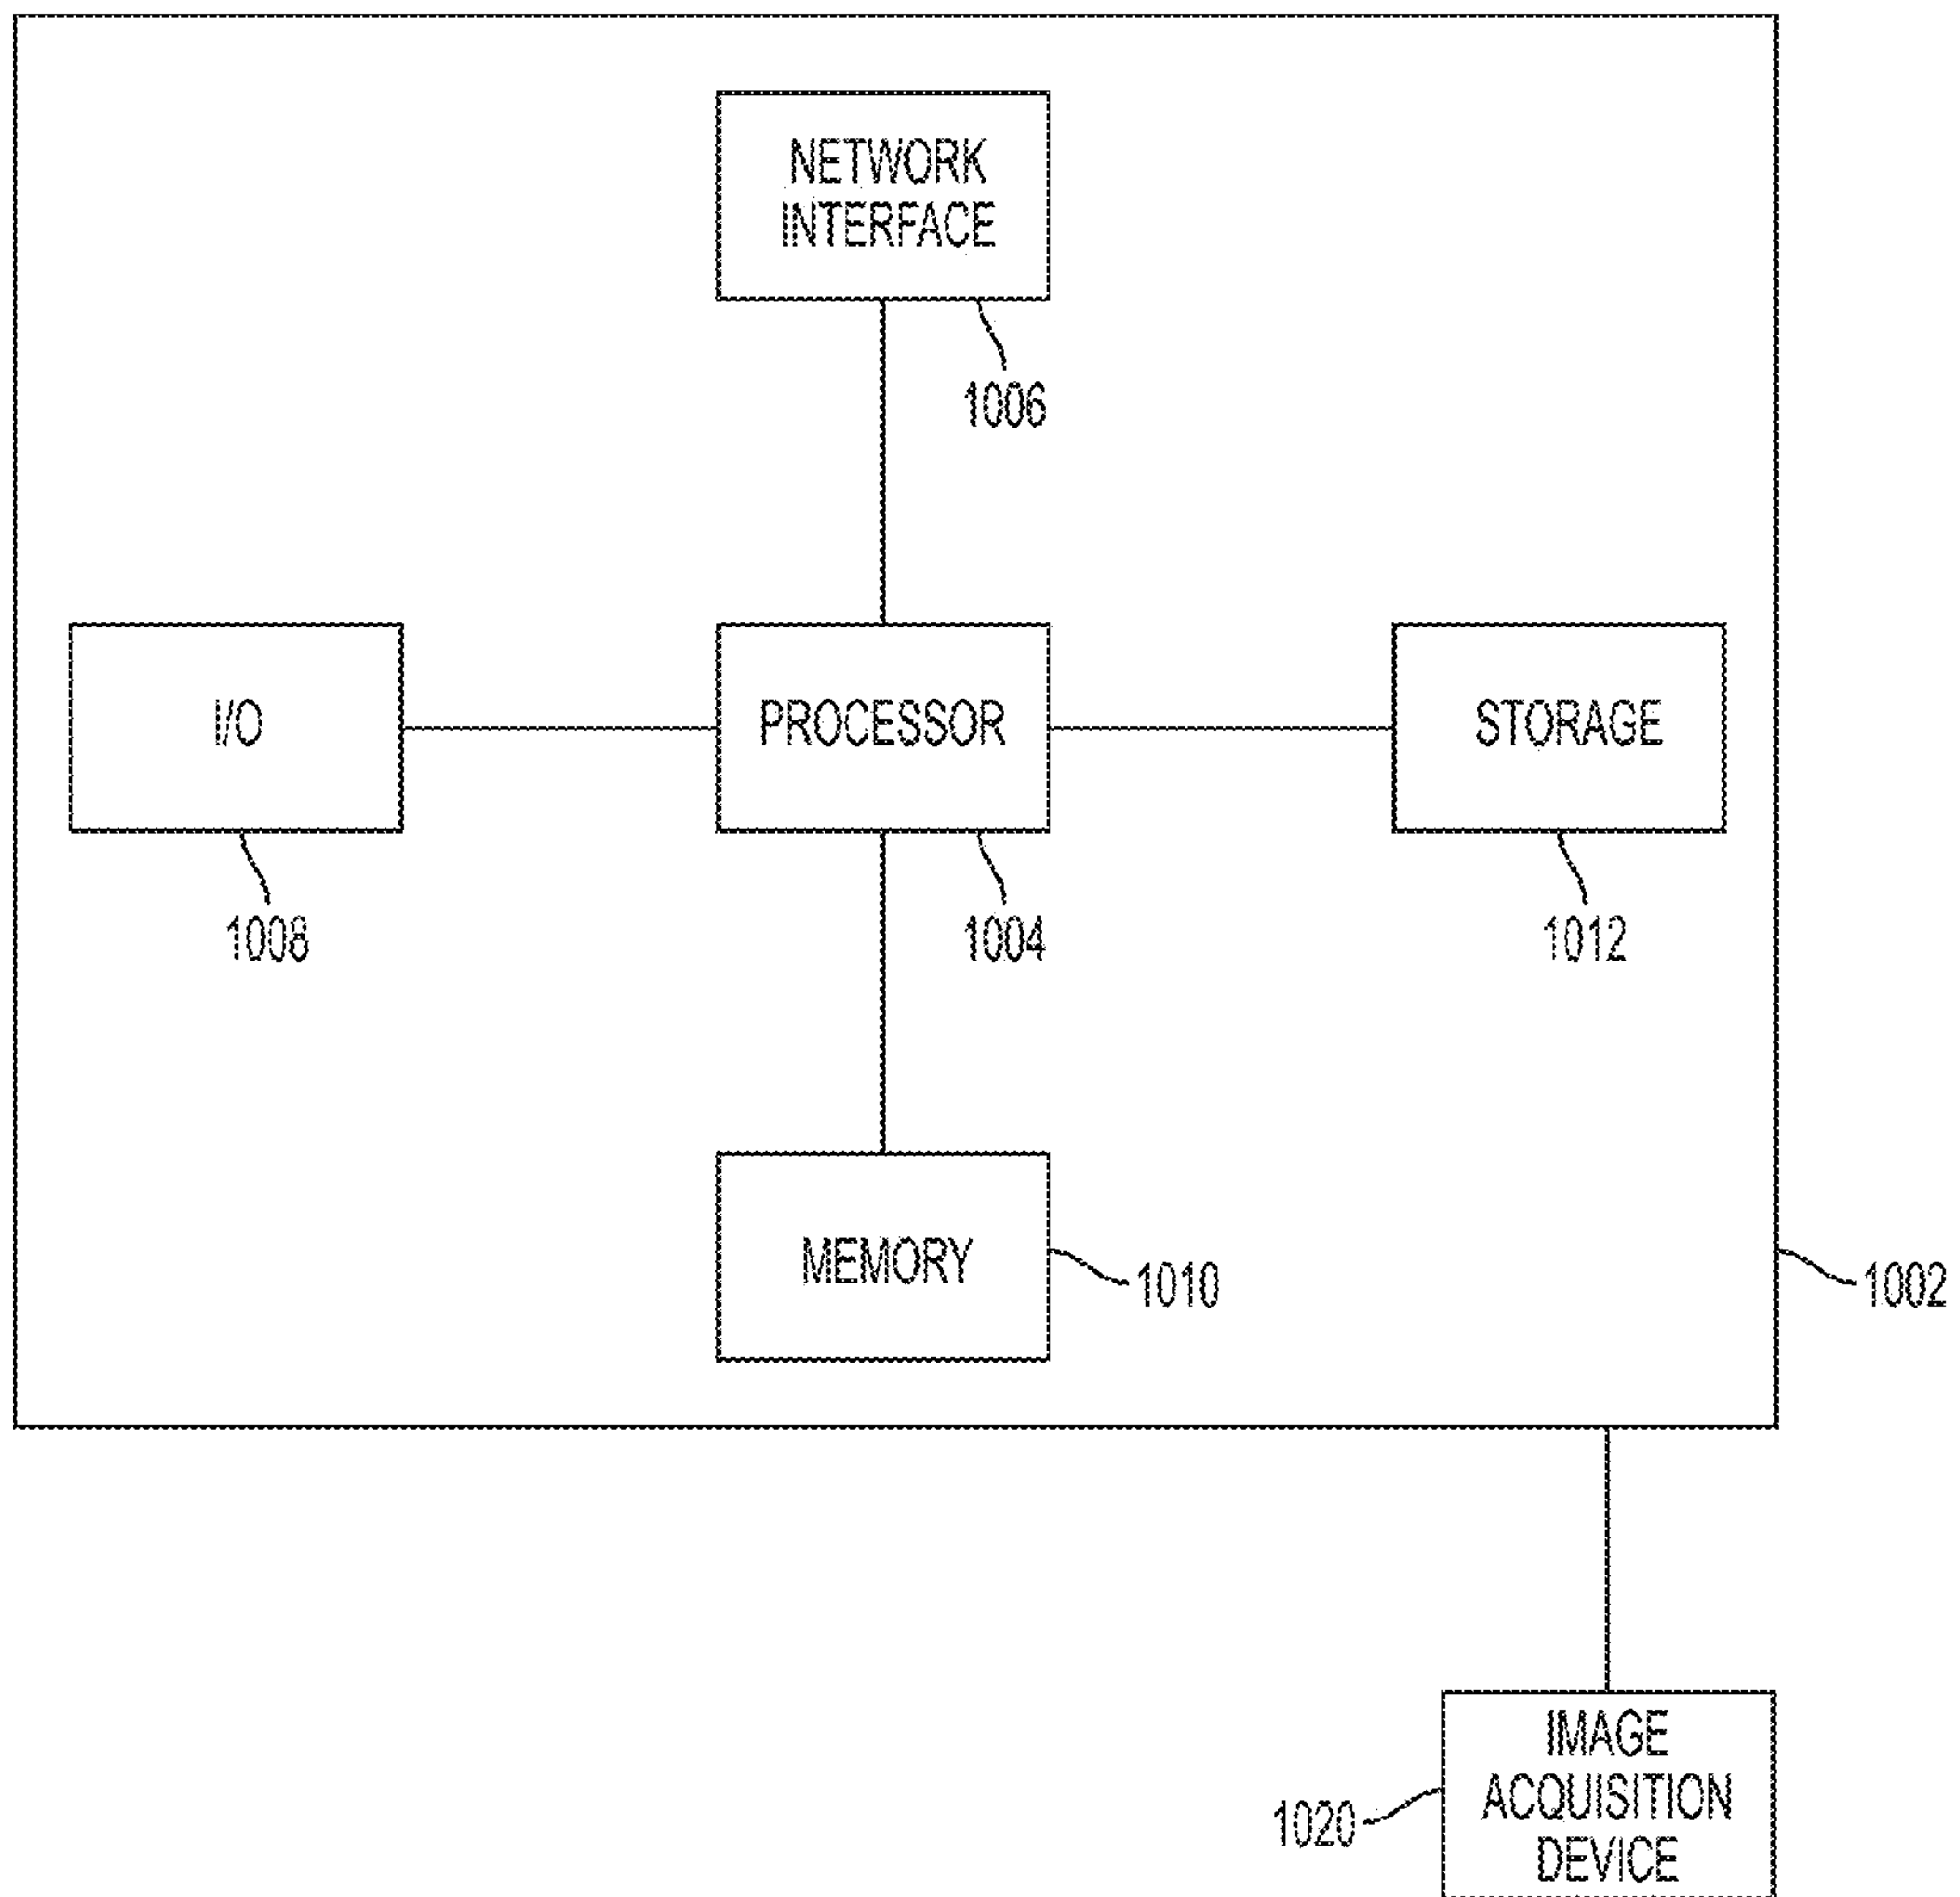 NETWORK
INTERFACE
1006
I/O
PROCESSOR
STORAGE
1008
1004
1012
MEMORY
1010
1002
IMAGE
ACQUISITION
DEVICE
1020